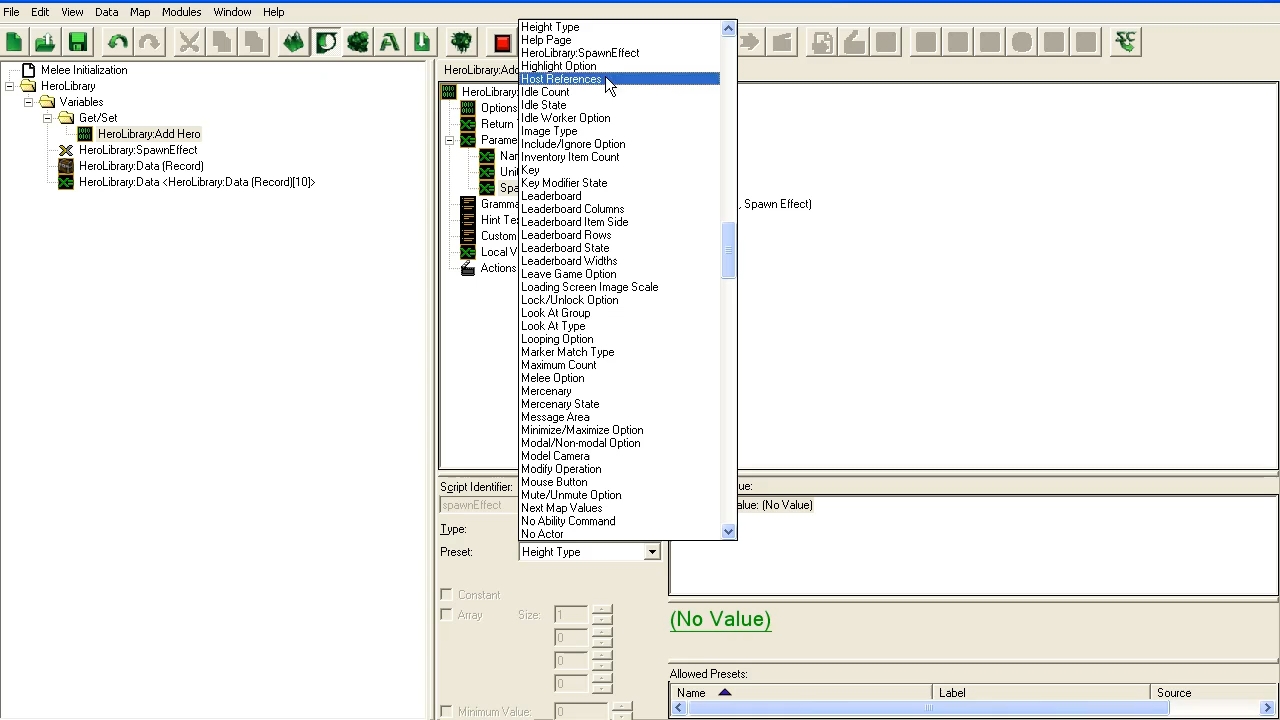 File Edit View Data Map Modules Window Help
Melee Initialization
HeroLibrary
Variables
Get/Set
HeroLibrary:Add Hero
HeroLibrary:SpawnEffect
HeroLibrary:Data (Record)
HeroLibrary:Data <HeroLibrary:Data (Record)[10]>
HeroLibrary:Add
HeroLibrary:
Options
Return
Parame
Nar
Uni
Spa
Gramma
, Spawn Effect)
Hint Te
Custom
Local V
Actions
Height Type
Help Page
HeroLibrary:SpawnEffect
Highlight Option
Host References
Idle Count
Idle State
Idle Worker Option
Image Type
Include/Ignore Option
Inventory Item Count
Key
Key Modifier State
Leaderboard
Leaderboard Columns
Leaderboard Item Side
Leaderboard Rows
Leaderboard State
Leaderboard Widths
Leave Game Option
Loading Screen Image Scale
Lock/Unlock Option
Look At Group
Look At Type
Looping Option
Marker Match Type
Maximum Count
Melee Option
Mercenary
Mercenary State
Message Area
Minimize/Maximize Option
Modal/Non-modal Option
Model Camera
Modify Operation
Mouse Button
Mute/Unmute Option
Next Map Values
No Ability Command
No Actor
Script Identifier:
ue:
spawnEffect
alue: (No Value)
Type:
Preset: Height Type
Constant
Array Size: 1
0
0
0
Minimum Value: 0
(No Value)
Allowed Presets:
Name Label Source